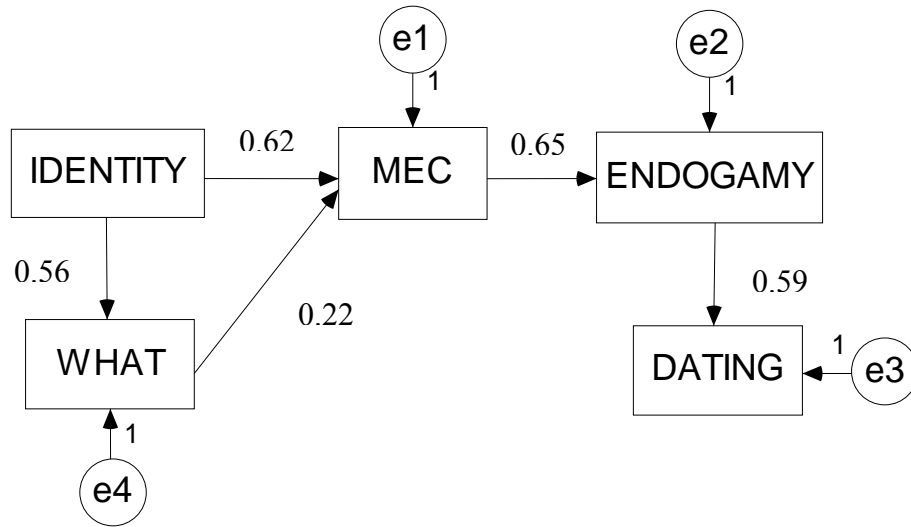 e1
e2
1
1
IDENTITY
0.62
MEC
0.65
ENDOGAMY
0.56
0.22
0.59
WHAT
DATING
1
e3
1
e4